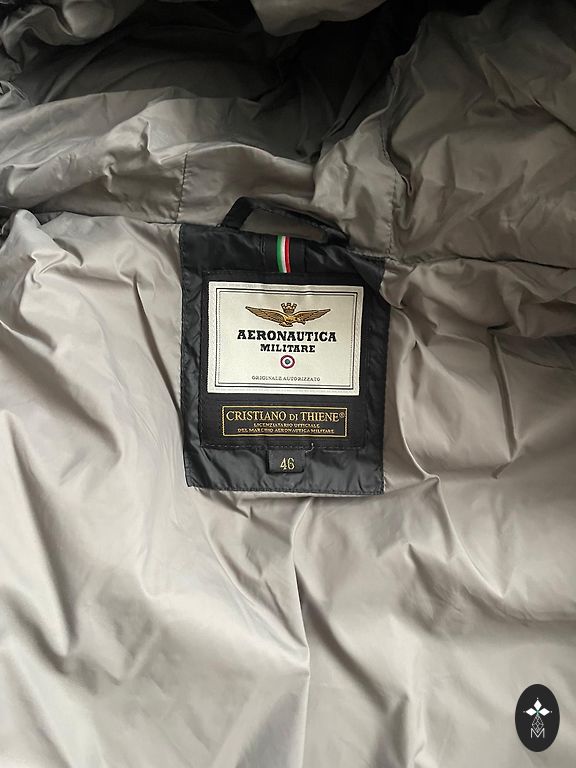 AERONAUTICA
MILITARE
ORIGINALE AUTORIZZATO
CRISTIANO DI THIENE®
LICENZIATARIO UFFICIALE
DEL MARCHIO AERONAUTICA MILITARE
46
M